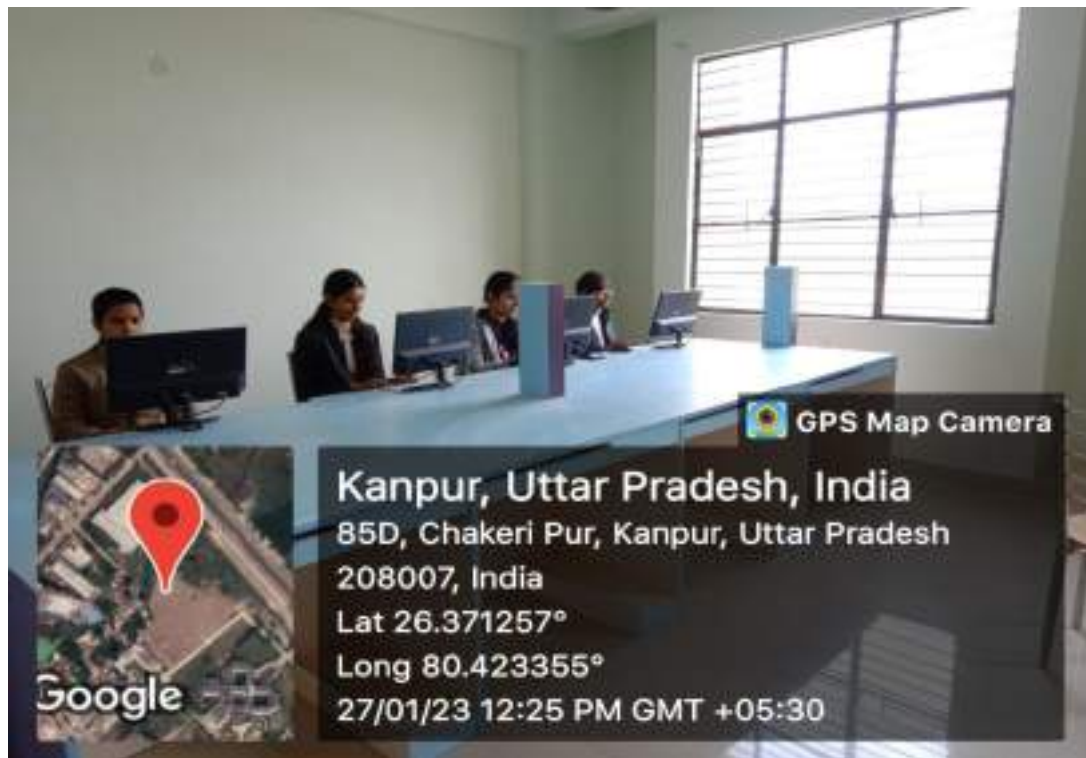 GPS Map Camera
Kanpur, Uttar Pradesh, India
85D, Chakeri Pur, Kanpur, Uttar Pradesh
208007, India
Lat 26.371257°
Long 80.423355°
27/01/23 12:25 PM GMT +05:30
Google